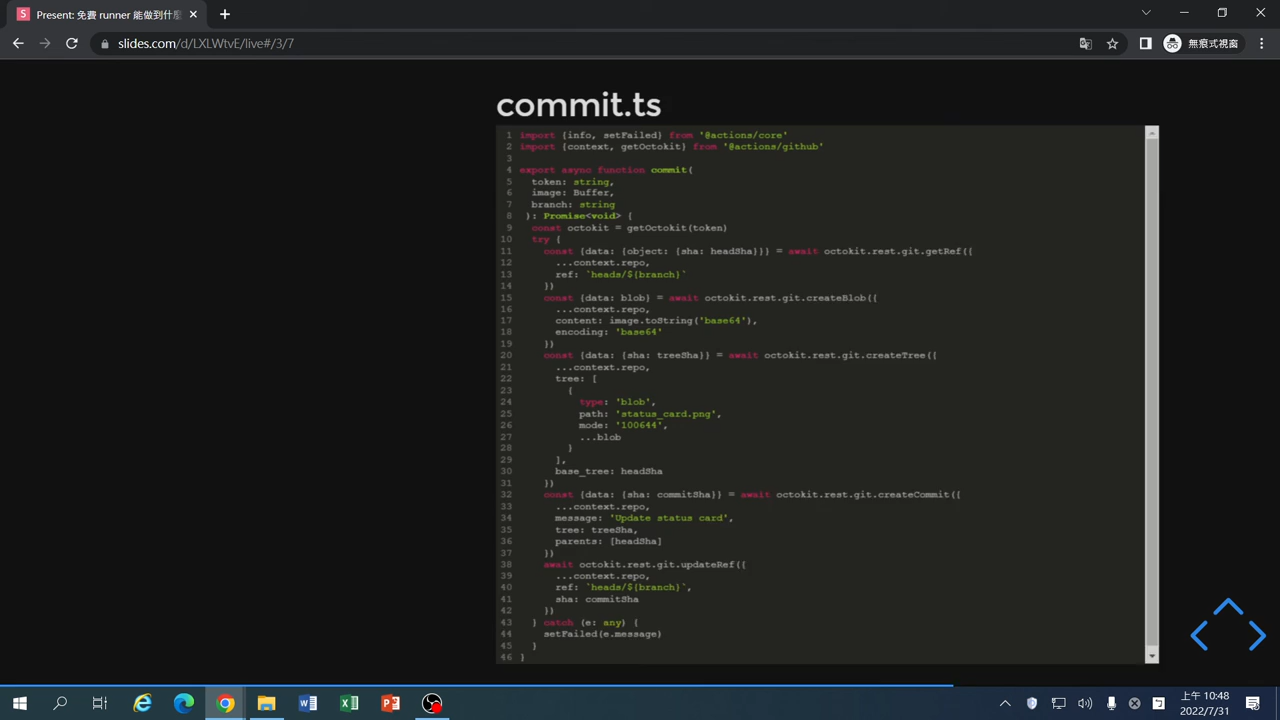 Present: 免費 runner 能做到什麼
slides.com/d/LXLWtvE/live#/3/7
無痕式視窗
commit.ts
1 import {info, setFailed} from '@actions/core'
2 import {context, getOctokit} from '@actions/github'
3
4 export async function commit(
5   token: string,
6   image: Buffer,
7   branch: string
8 ): Promise<void> {
9   const octokit = getOctokit(token)
10   try {
11     const {data: {object: {sha: headSha}}} = await octokit.rest.git.getRef({
12       ...context.repo,
13       ref: `heads/${branch}`
14     })
15     const {data: blob} = await octokit.rest.git.createBlob({
16       ...context.repo,
17       content: image.toString('base64'),
18       encoding: 'base64'
19     })
20     const {data: {sha: treeSha}} = await octokit.rest.git.createTree({
21       ...context.repo,
22       tree: [
23         {
24           type: 'blob',
25           path: 'status_card.png',
26           mode: '100644',
27           ...blob
28         }
29       ],
30       base_tree: headSha
31     })
32     const {data: {sha: commitSha}} = await octokit.rest.git.createCommit({
33       ...context.repo,
34       message: 'Update status card',
35       tree: treeSha,
36       parents: [headSha]
37     })
38     await octokit.rest.git.updateRef({
39       ...context.repo,
40       ref: `heads/${branch}`,
41       sha: commitSha
42     })
43   } catch (e: any) {
44     setFailed(e.message)
45   }
46 }
上午 10:48
2022/7/31